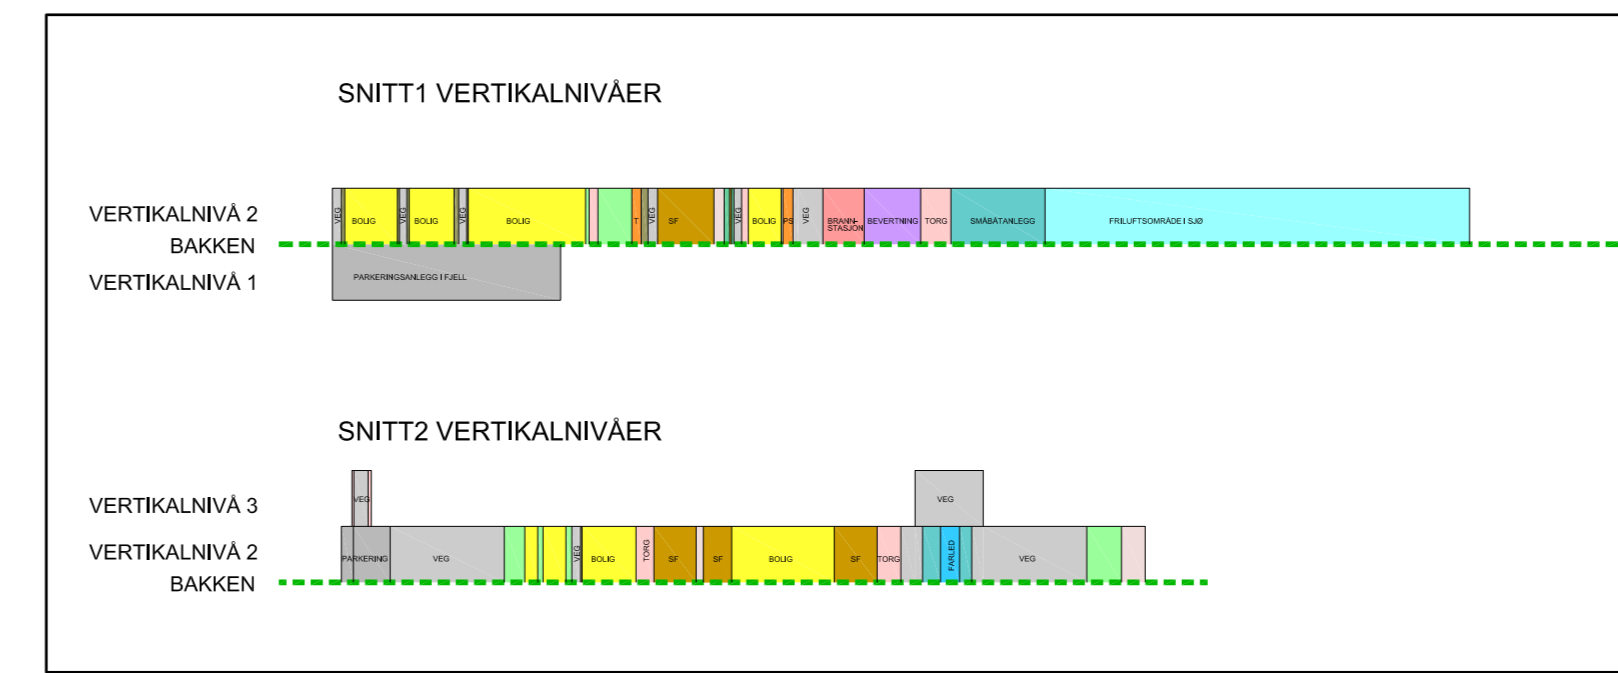 SNITT1 VERTIKALNIVÅER
VERTIKALNIVÅ 2
VEG BOLIG VEG BOLIG VEG BOLIG T VEG SF VEG BOLIG PS VEG BRANN-STASJON BEVERTNING TORG SMÅBÅTANLEGG FRILUFTSOMRÅDE I SJØ
BAKKEN
VERTIKALNIVÅ 1
PARKERINGSANLEGG I FJELL
SNITT2 VERTIKALNIVÅER
VERTIKALNIVÅ 3
VEG VEG
VERTIKALNIVÅ 2
PARKERING VEG VEG BOLIG TORG SF SF BOLIG SF TORG FARLED VEG
BAKKEN